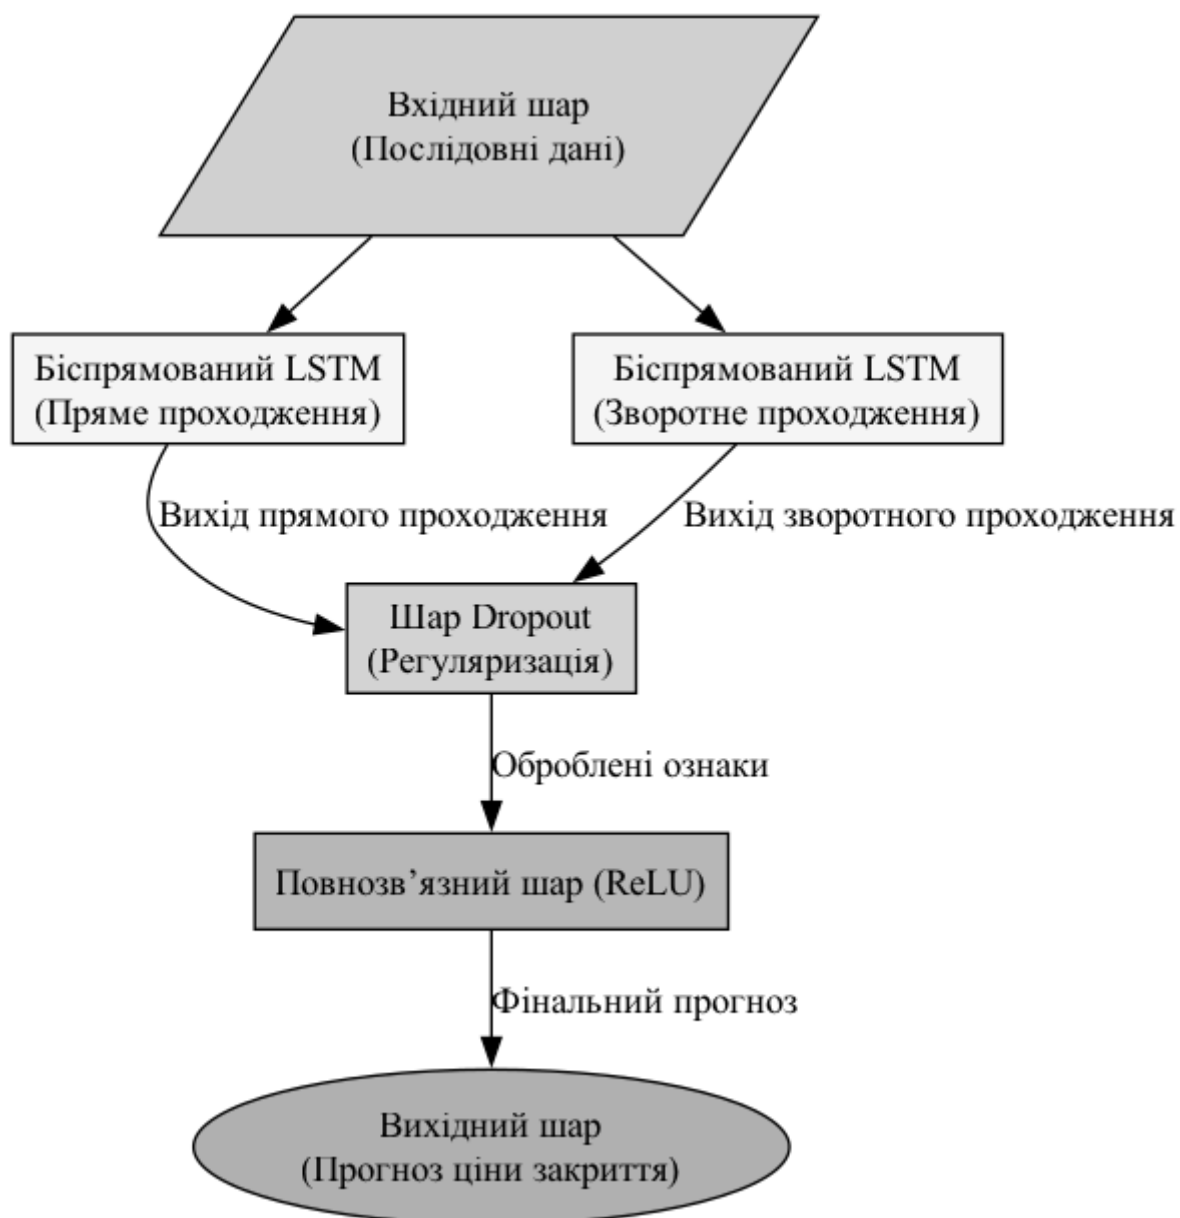 Вхідний шар
(Послідовні дані)
Біспрямований LSTM
(Пряме проходження)
Біспрямований LSTM
(Зворотне проходження)
Вихід прямого проходження
Вихід зворотного проходження
Шар Dropout
(Регуляризація)
Оброблені ознаки
Повнозв’язний шар (ReLU)
Фінальний прогноз
Вихідний шар
(Прогноз ціни закриття)